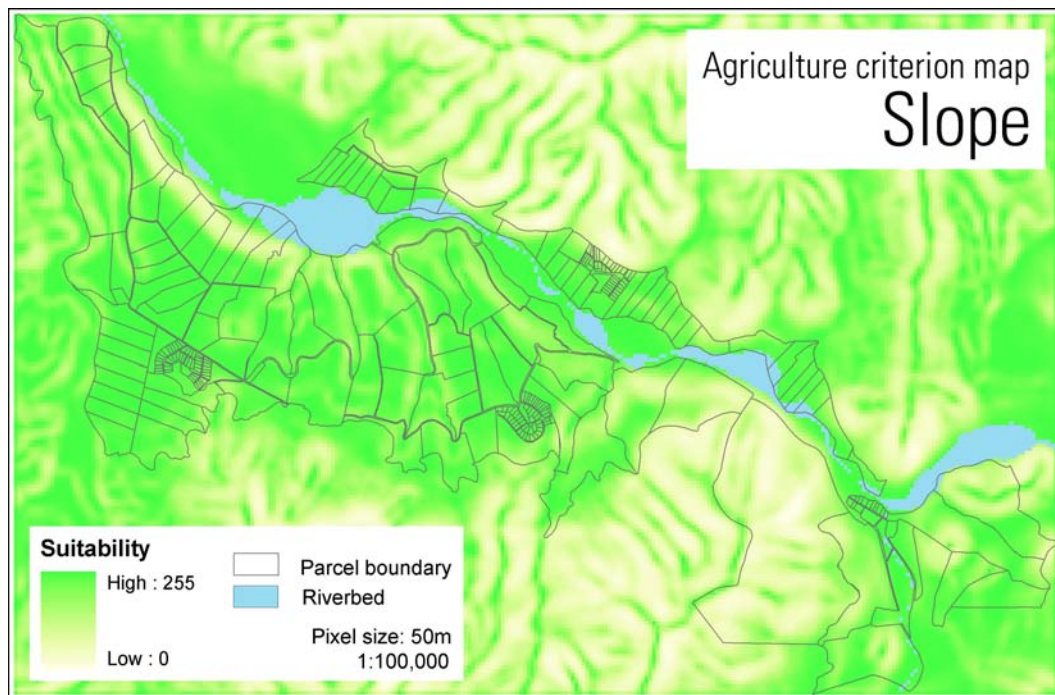 Agriculture criterion map
Slope
Suitability
High : 255
Low : 0
Parcel boundary
Riverbed
Pixel size: 50m
1:100,000